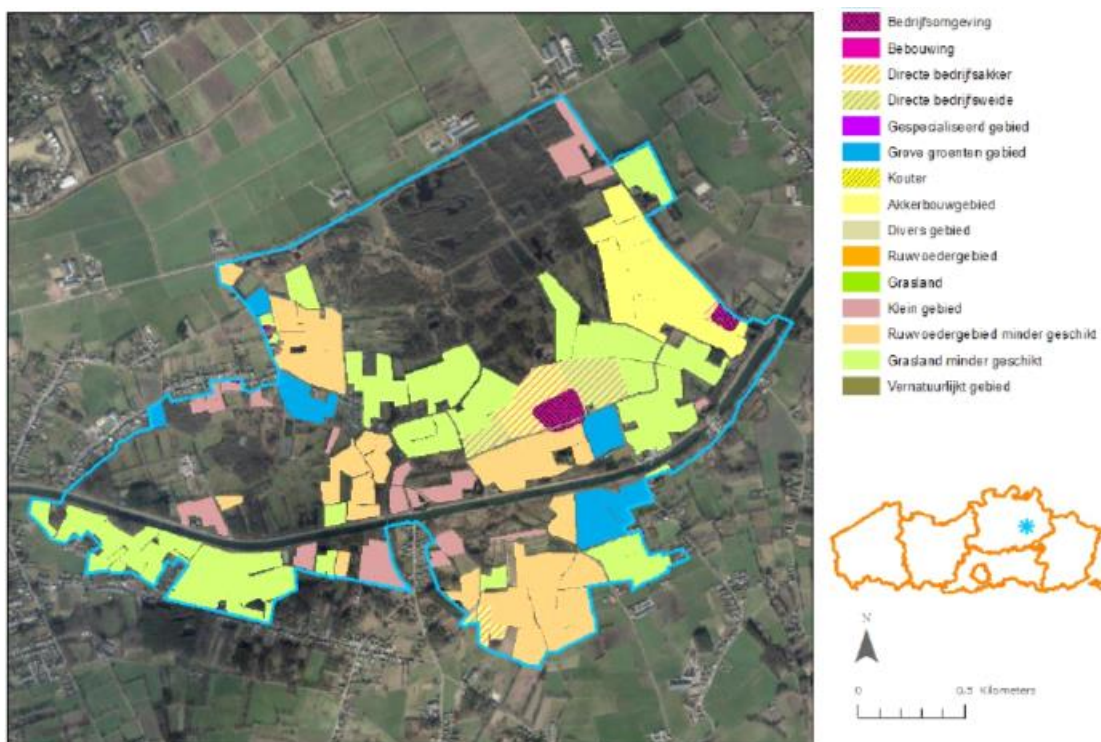 Bedrijfsomgeving
Bebouwing
Directe bedrijfsakker
Directe bedrijfsweide
Gespecialiseerd gebied
Grove groenten gebied
Kouter
Akkerbouwgebied
Divers gebied
Ruwvoedergebied
Grasland
Klein gebied
Ruwvoedergebied minder geschikt
Grasland minder geschikt
Vernatuurlijkt gebied
N
0 0.5 Kilometers